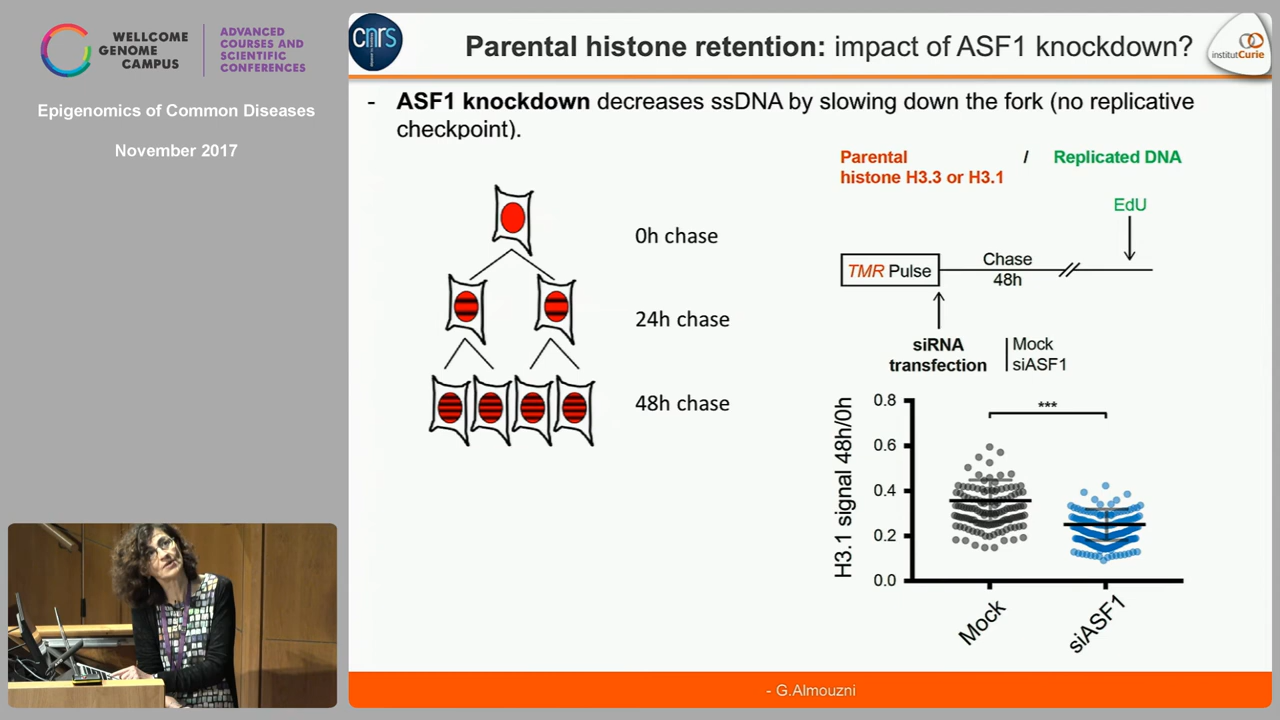 WELLCOME
GENOME
CAMPUS
ADVANCED
COURSES AND
SCIENTIFIC
CONFERENCES
Epigenomics of Common Diseases
November 2017
cnrs
Parental histone retention: impact of ASF1 knockdown?
institutCurie
- ASF1 knockdown decreases ssDNA by slowing down the fork (no replicative
checkpoint).
Parental / Replicated DNA
histone H3.3 or H3.1
EdU
0h chase
24h chase
48h chase
TMR Pulse
Chase
48h
siRNA
transfection
Mock
siASF1
H3.1 signal 48h/0h
0.8
0.6
0.4
0.2
0.0
***
Mock
siASF1
- G.Almouzni